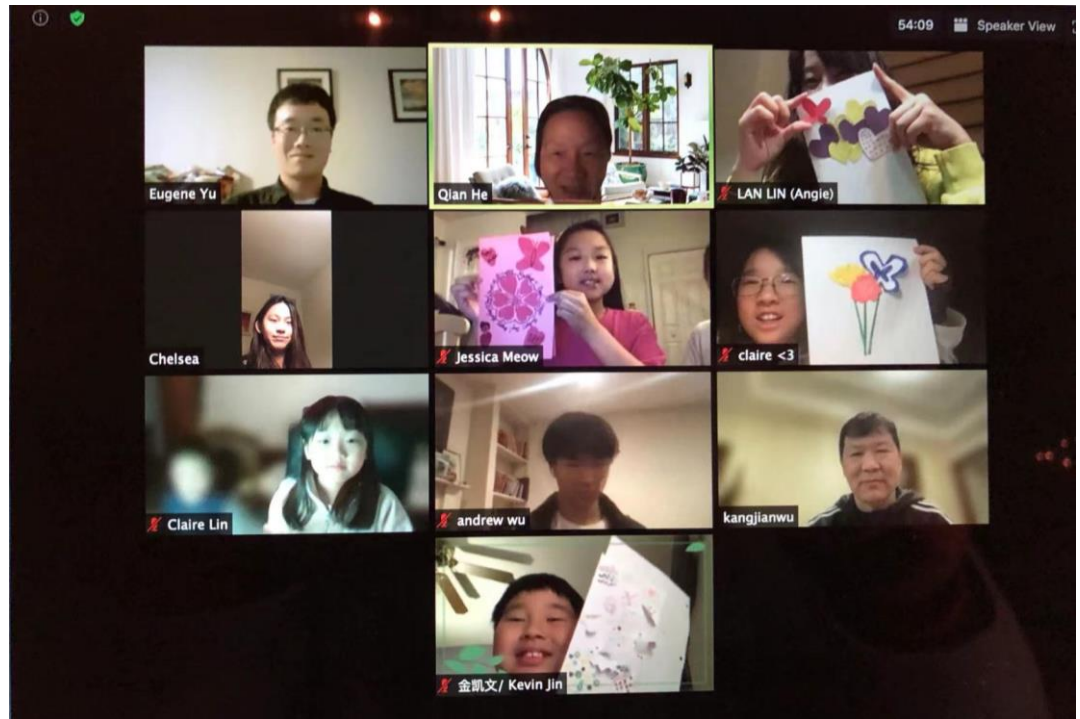 54:09 Speaker View
Eugene Yu
Qian He
LAN LIN (Angie)
Chelsea
Jessica Meow
claire <3
Claire Lin
andrew wu
kangjianwu
金凯文/ Kevin Jin